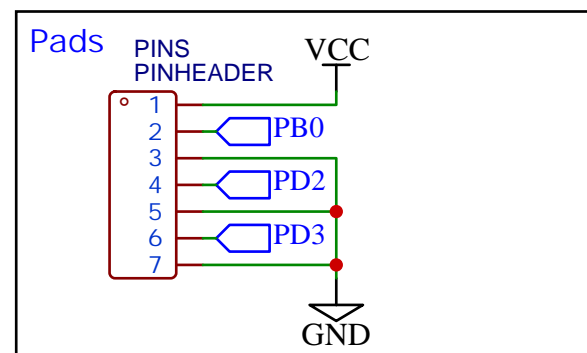 Pads
PINS
PINHEADER
VCC
1
2 PB0
3
4 PD2
5
6 PD3
7
GND